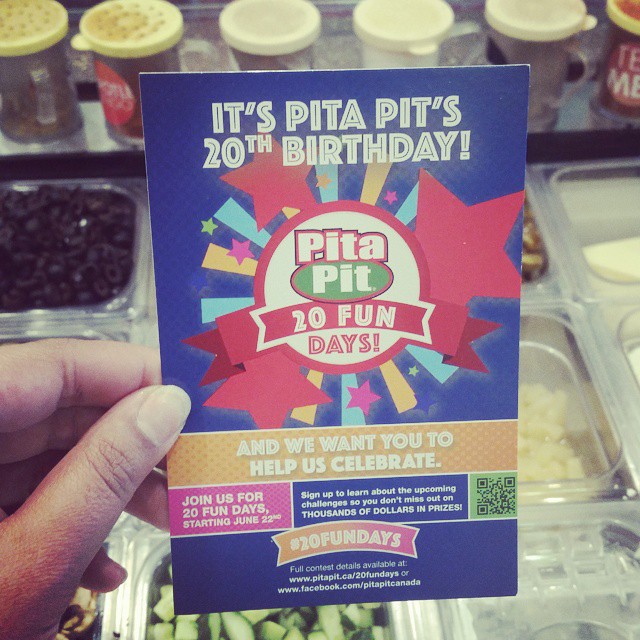 IT'S PITA PIT'S
20TH BIRTHDAY!
Pita
Pit
20 FUN
DAYS!
AND WE WANT YOU TO
HELP US CELEBRATE.
JOIN US FOR
20 FUN DAYS,
STARTING JUNE 22ND
Sign up to learn about the upcoming
challenges so you don't miss out on
THOUSANDS OF DOLLARS IN PRIZES!
#20FUNDAYS
Full contest details available at:
www.pitapit.ca/20fundays or
www.facebook.com/pitapitcanada